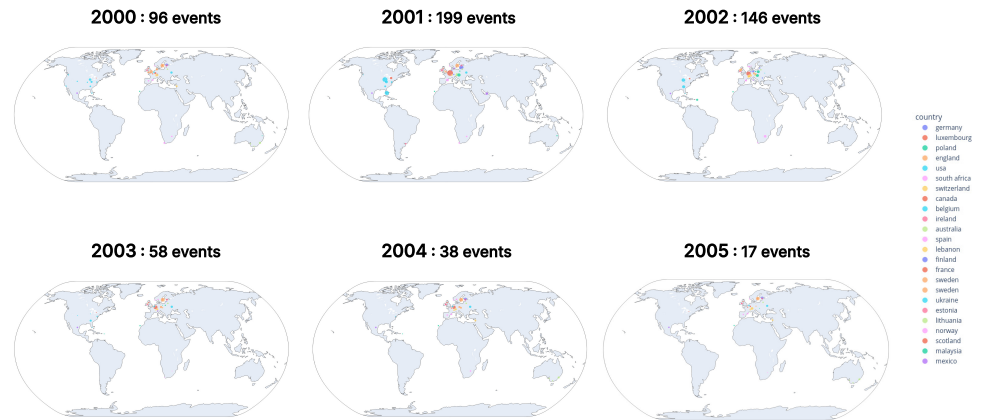 2000 : 96 events
2001 : 199 events
2002 : 146 events
2003 : 58 events
2004 : 38 events
2005 : 17 events
country
germany
luxembourg
poland
england
usa
south africa
switzerland
canada
belgium
ireland
australia
spain
lebanon
finland
france
sweden
sweden
ukraine
estonia
lithuania
norway
scotland
malaysia
mexico